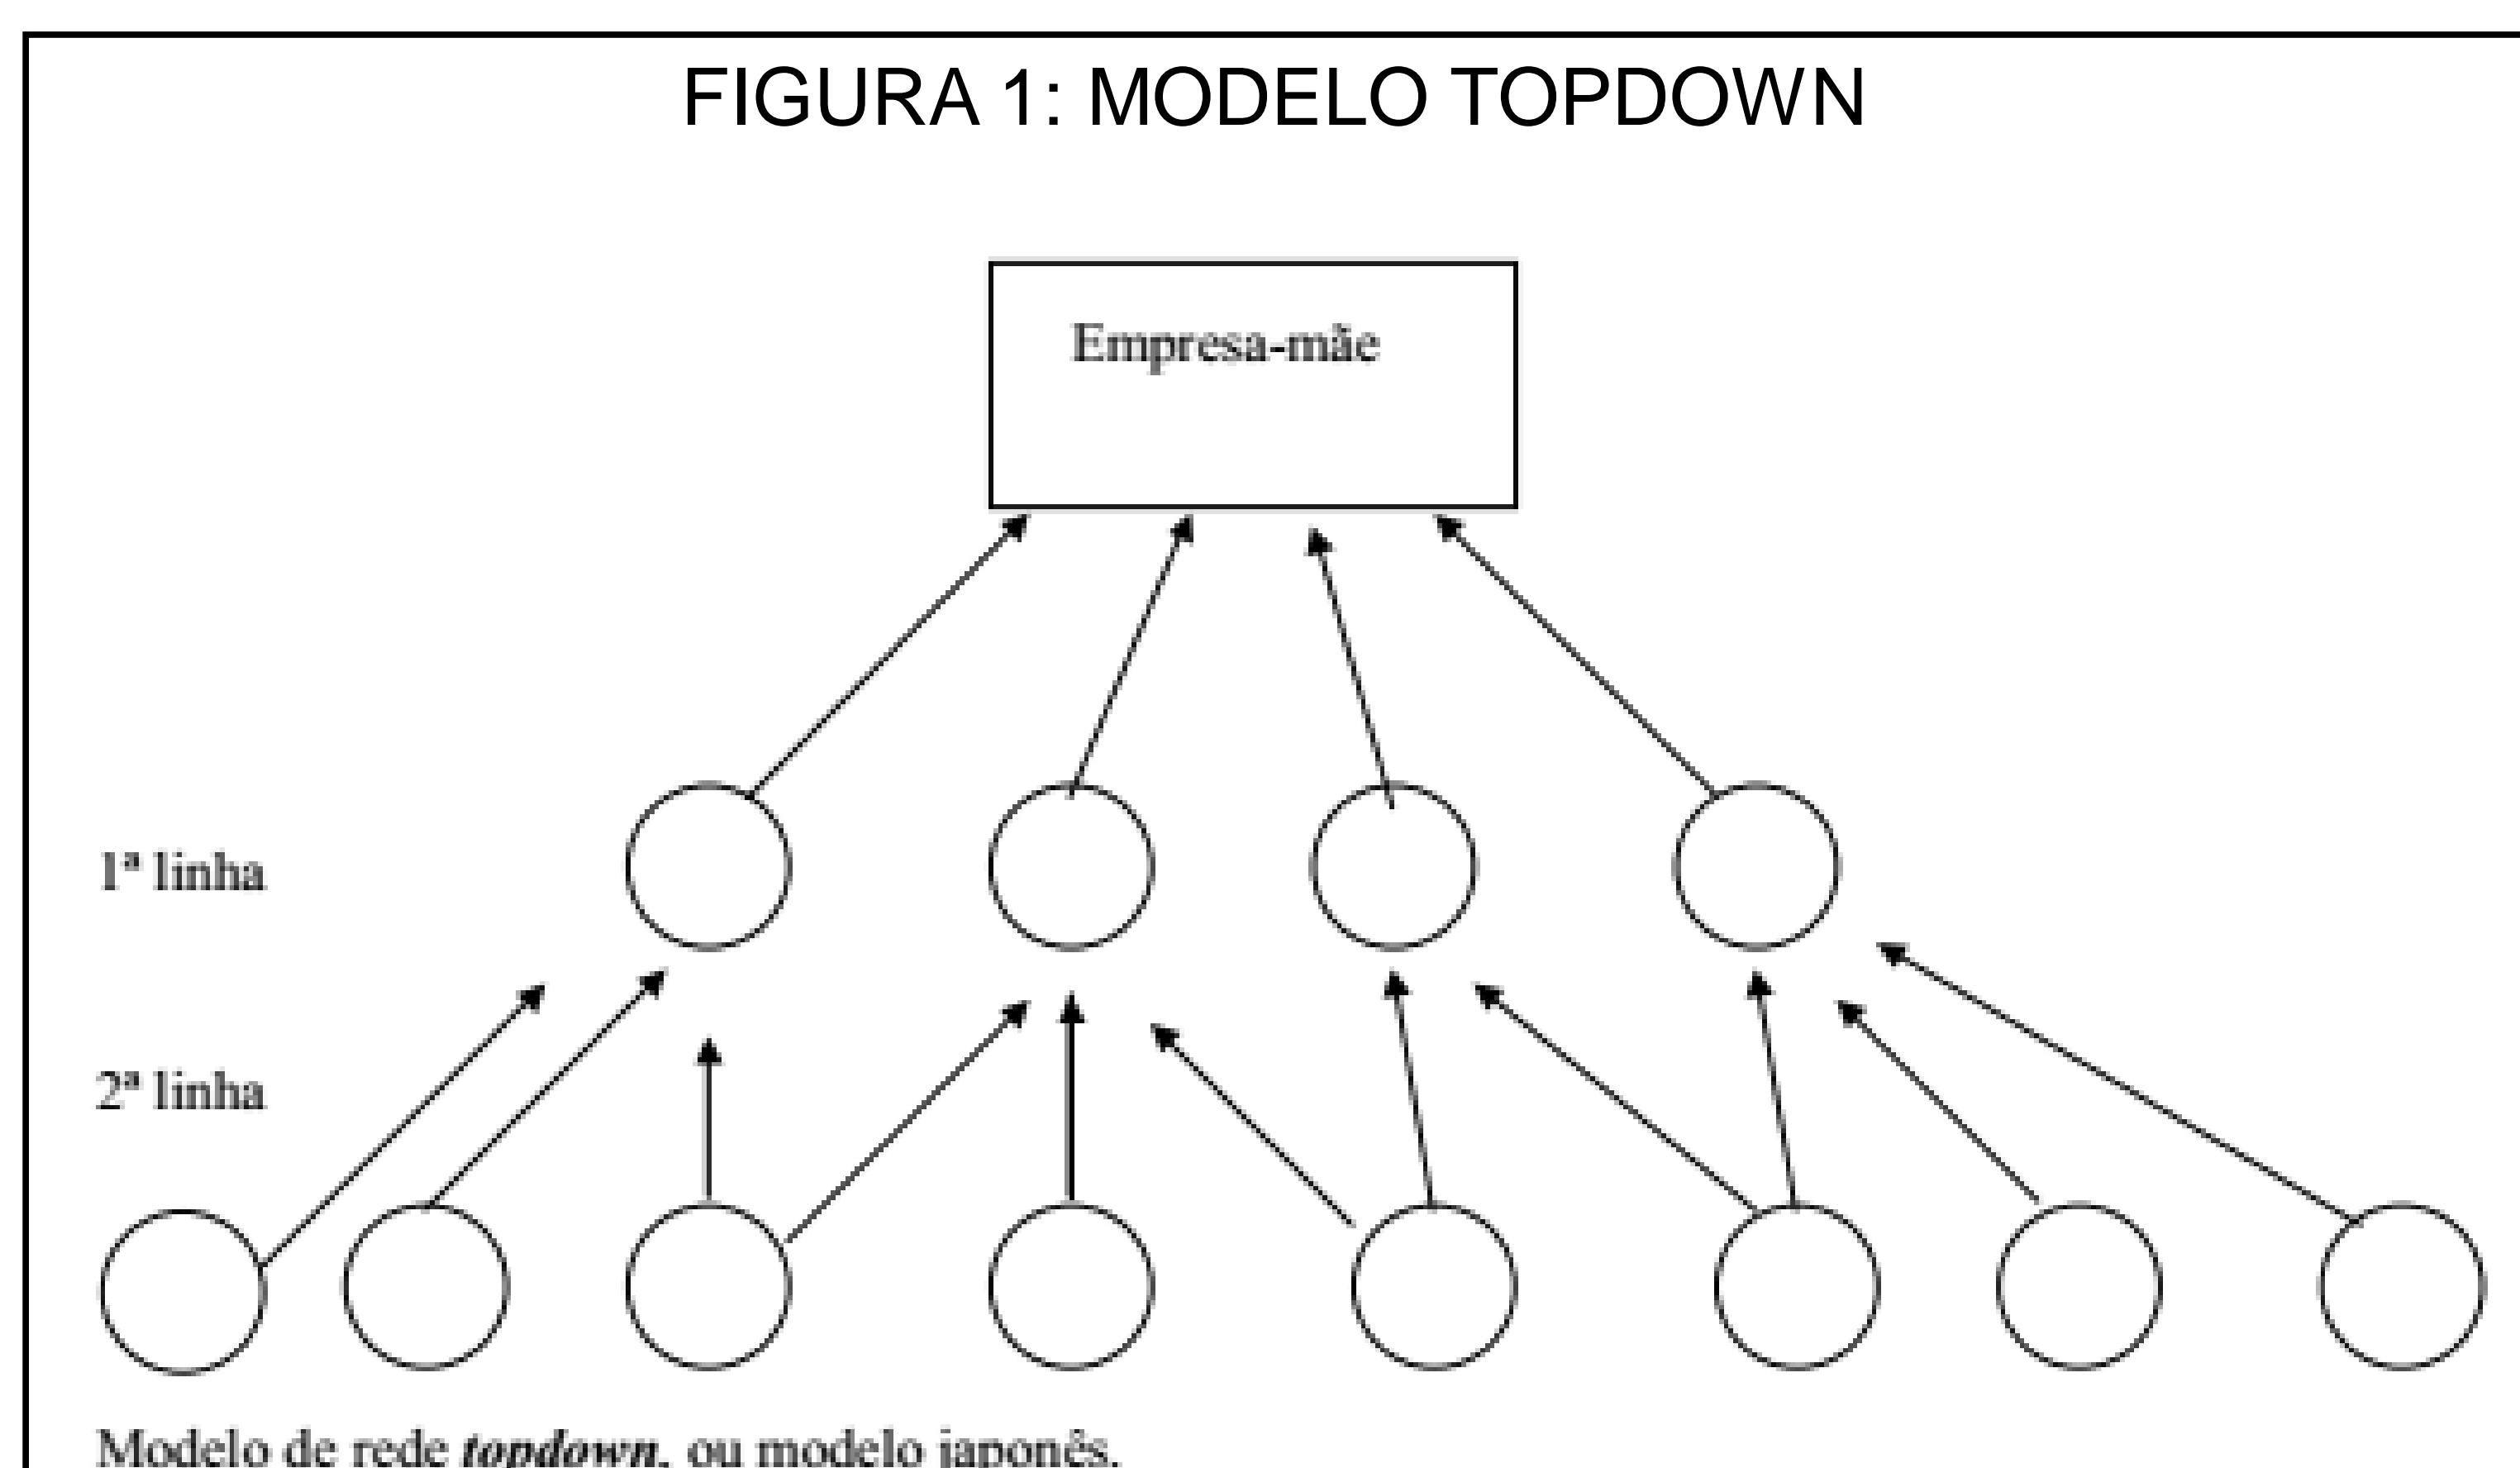 FIGURA 1: MODELO TOPDOWN
Empresa-mãe
1ª linha
2ª linha
Modelo de rede topdown, ou modelo japonês.